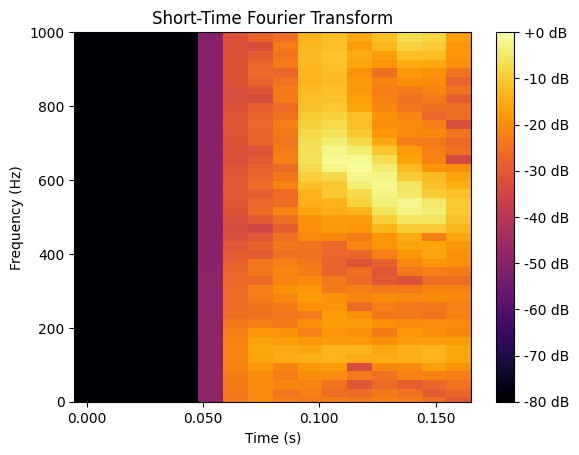 Short-Time Fourier Transform
Frequency (Hz)
1000
800
600
400
200
0
0.000
0.050
0.100
0.150
Time (s)
+0 dB
-10 dB
-20 dB
-30 dB
-40 dB
-50 dB
-60 dB
-70 dB
-80 dB